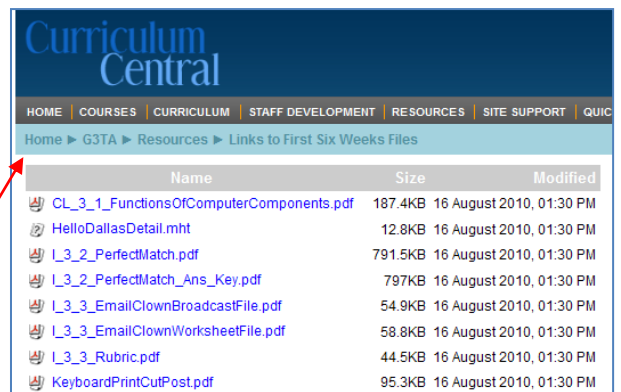 Curriculum
Central
HOME | COURSES | CURRICULUM | STAFF DEVELOPMENT | RESOURCES | SITE SUPPORT | QUIC
Home ► G3TA ► Resources ► Links to First Six Weeks Files
Name Size Modified
CL_3_1_FunctionsOfComputerComponents.pdf 187.4KB 16 August 2010, 01:30 PM
HelloDallasDetail.mht 12.8KB 16 August 2010, 01:30 PM
I_3_2_PerfectMatch.pdf 791.5KB 16 August 2010, 01:30 PM
I_3_2_PerfectMatch_Ans_Key.pdf 797KB 16 August 2010, 01:30 PM
I_3_3_EmailClownBroadcastFile.pdf 54.9KB 16 August 2010, 01:30 PM
I_3_3_EmailClownWorksheetFile.pdf 58.8KB 16 August 2010, 01:30 PM
I_3_3_Rubric.pdf 44.5KB 16 August 2010, 01:30 PM
KeyboardPrintCutPost.pdf 95.3KB 16 August 2010, 01:30 PM